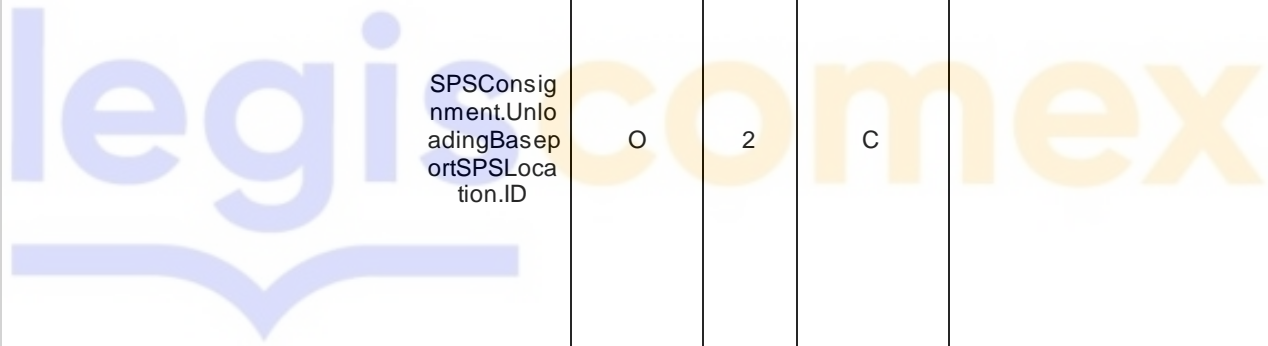 legiscomex
SPSConsig
nment.Unlo
adingBasep
ortSPSLoca
tion.ID
O
2
C